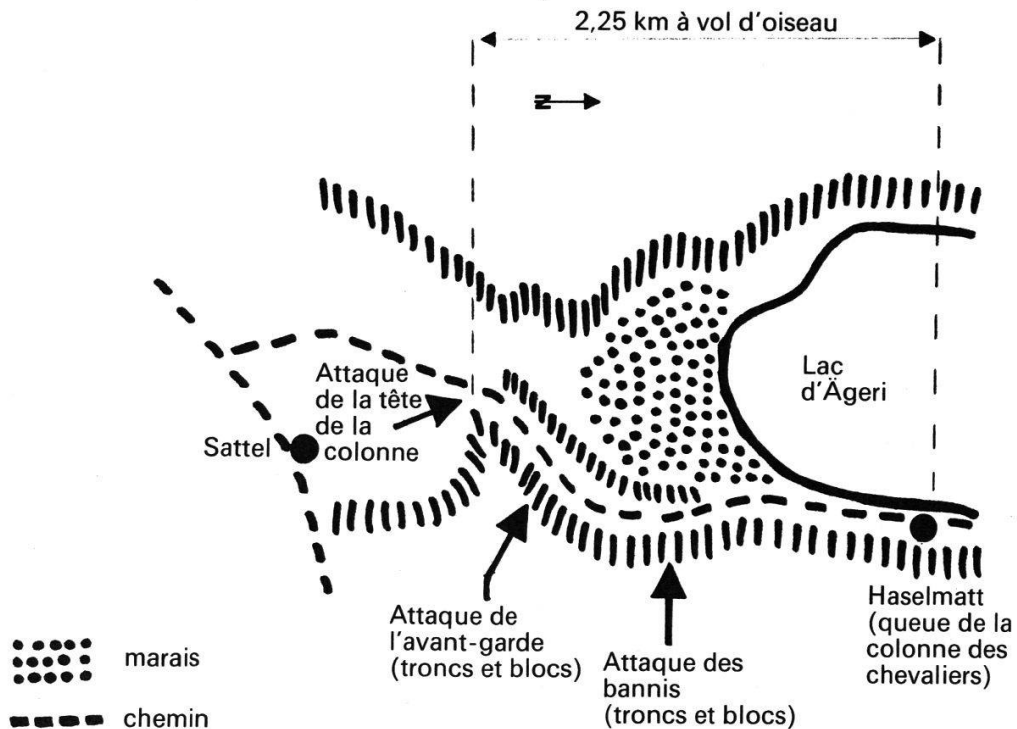 2,25 km à vol d'oiseau
N
Attaque
de la tête
de la
colonne
Sattel
Lac
d'Ägeri
Attaque de
l'avant-garde
(troncs et blocs)
Attaque des
bannis
(troncs et blocs)
Haselmatt
(queue de la
colonne des
chevaliers)
marais
chemin